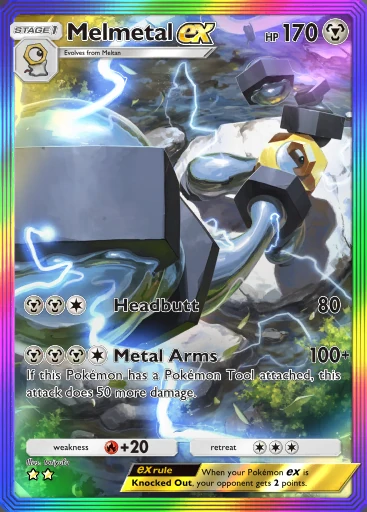 STAGE 1
Melmetal ex
HP 170
Evolves from Meltan
Headbutt 80
Metal Arms 100+
If this Pokémon has a Pokémon Tool attached, this
attack does 50 more damage.
weakness +20 retreat
ex rule When your Pokémon ex is
Knocked Out, your opponent gets 2 points.